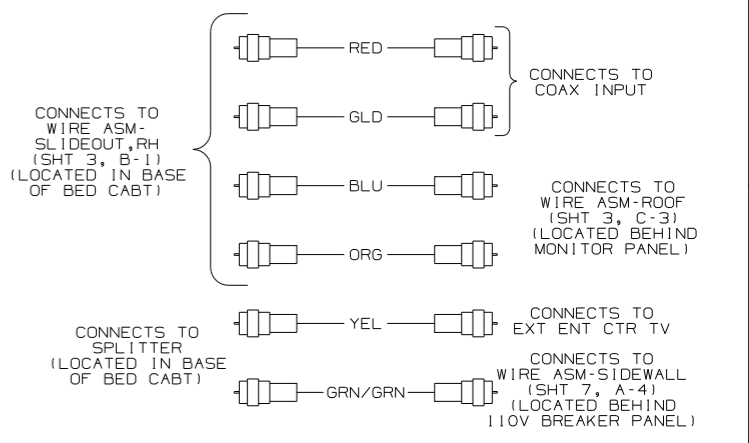 CONNECTS TO
WIRE ASM-
SLIDEOUT,RH
(SHT 3, B-1)
(LOCATED IN BASE
OF BED CABT)
RED
GLD
BLU
ORG
CONNECTS TO
COAX INPUT
CONNECTS TO
WIRE ASM-ROOF
(SHT 3, C-3)
(LOCATED BEHIND
MONITOR PANEL)
CONNECTS TO
SPLITTER
(LOCATED IN BASE
OF BED CABT)
YEL
GRN/GRN
CONNECTS TO
EXT ENT CTR TV
CONNECTS TO
WIRE ASM-SIDEWALL
(SHT 7, A-4)
(LOCATED BEHIND
110V BREAKER PANEL)